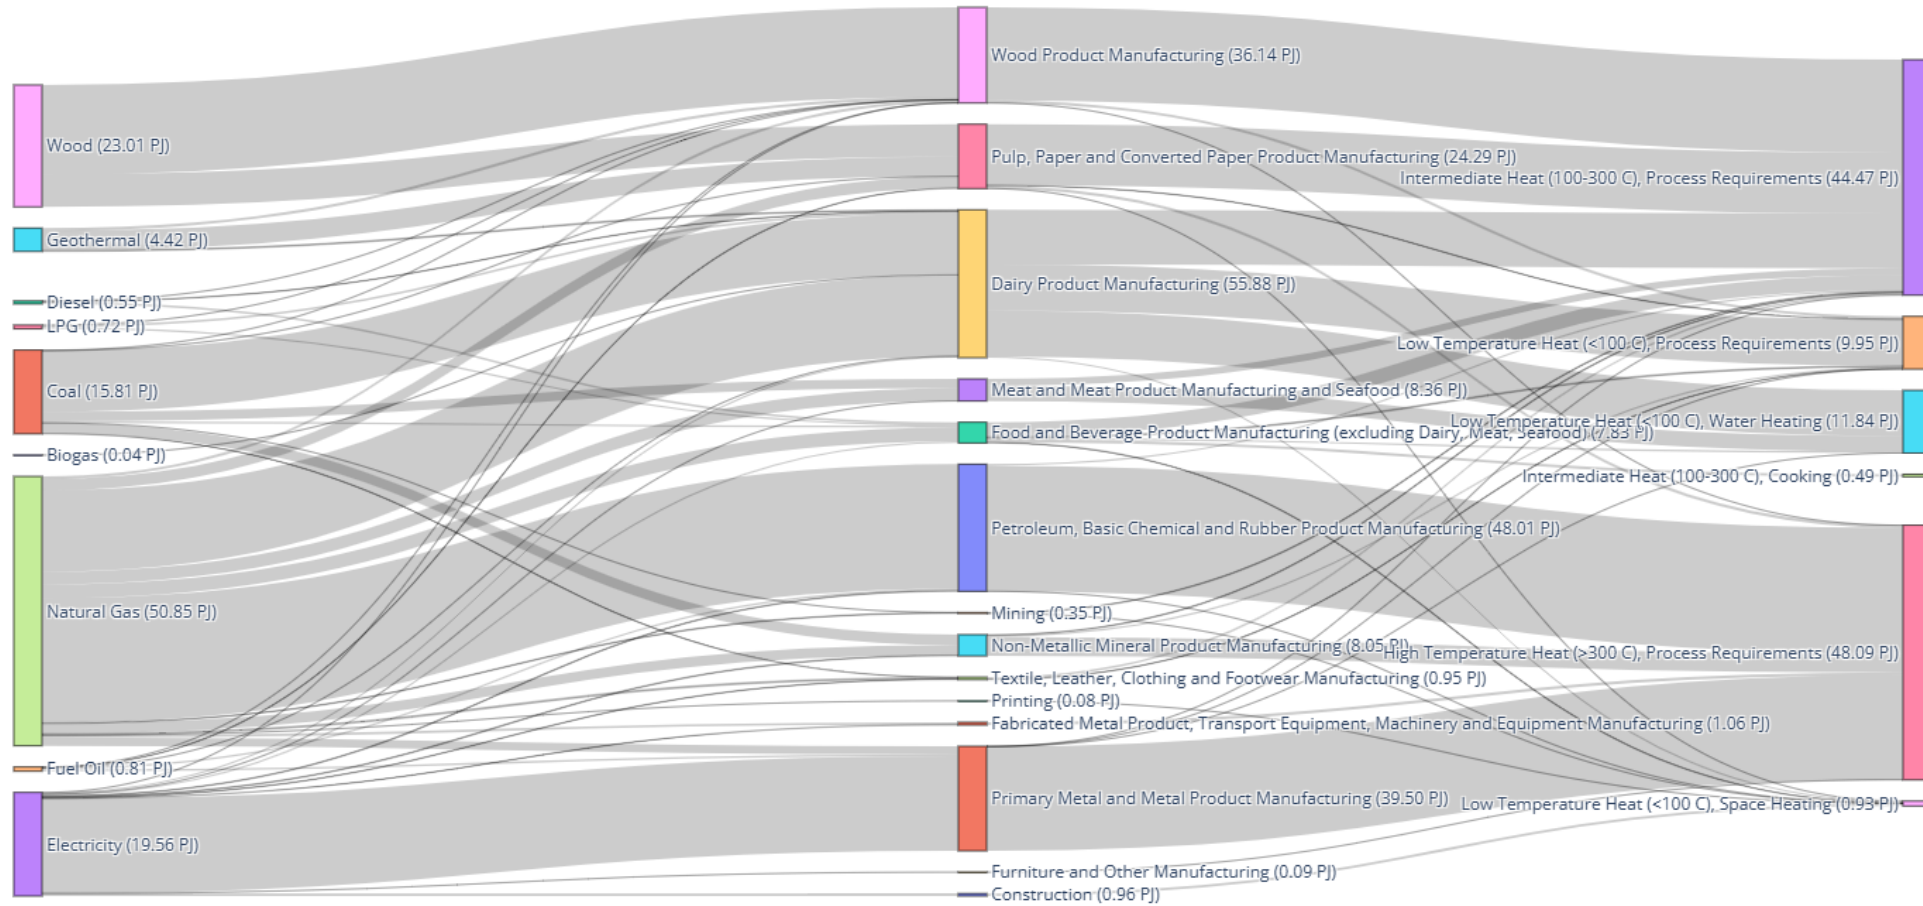 Wood (23.01 PJ)
Geothermal (4.42 PJ)
Diesel (0.55 PJ)
LPG (0.72 PJ)
Coal (15.81 PJ)
Biogas (0.04 PJ)
Natural Gas (50.85 PJ)
Fuel Oil (0.81 PJ)
Electricity (19.56 PJ)
Wood Product Manufacturing (36.14 PJ)
Pulp, Paper and Converted Paper Product Manufacturing (24.29 PJ)
Dairy Product Manufacturing (55.88 PJ)
Meat and Meat Product Manufacturing and Seafood (8.36 PJ)
Food and Beverage Product Manufacturing (excluding Dairy, Meat, Seafood) (7.83 PJ)
Petroleum, Basic Chemical and Rubber Product Manufacturing (48.01 PJ)
Mining (0.35 PJ)
Non-Metallic Mineral Product Manufacturing (8.05 PJ)
Textile, Leather, Clothing and Footwear Manufacturing (0.95 PJ)
Printing (0.08 PJ)
Fabricated Metal Product, Transport Equipment, Machinery and Equipment Manufacturing (1.06 PJ)
Primary Metal and Metal Product Manufacturing (39.50 PJ)
Furniture and Other Manufacturing (0.09 PJ)
Construction (0.96 PJ)
Intermediate Heat (100-300 C), Process Requirements (44.47 PJ)
Low Temperature Heat (<100 C), Process Requirements (9.95 PJ)
Low Temperature Heat (<100 C), Water Heating (11.84 PJ)
Intermediate Heat (100-300 C), Cooking (0.49 PJ)
High Temperature Heat (>300 C), Process Requirements (48.09 PJ)
Low Temperature Heat (<100 C), Space Heating (0.93 PJ)